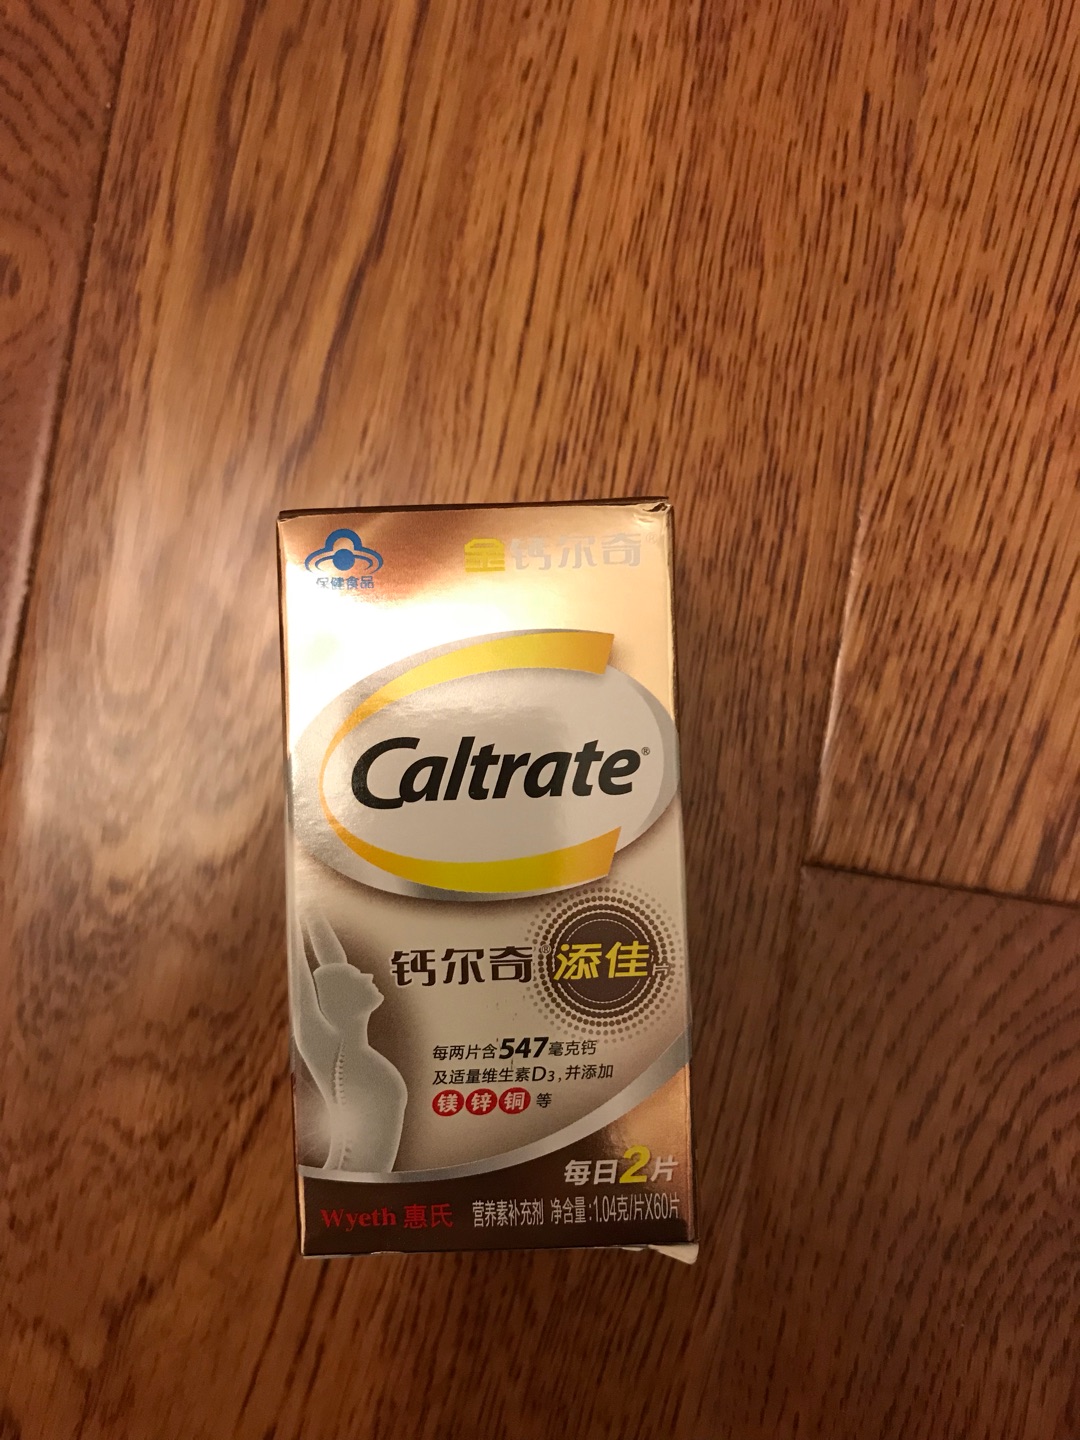 保健食品
金钙尔奇®
Caltrate®
钙尔奇®添佳片
每两片含547毫克钙
及适量维生素D3,并添加
镁 锌 铜 等
每日2片
Wyeth 惠氏 营养素补充剂 净含量:1.04克/片X60片